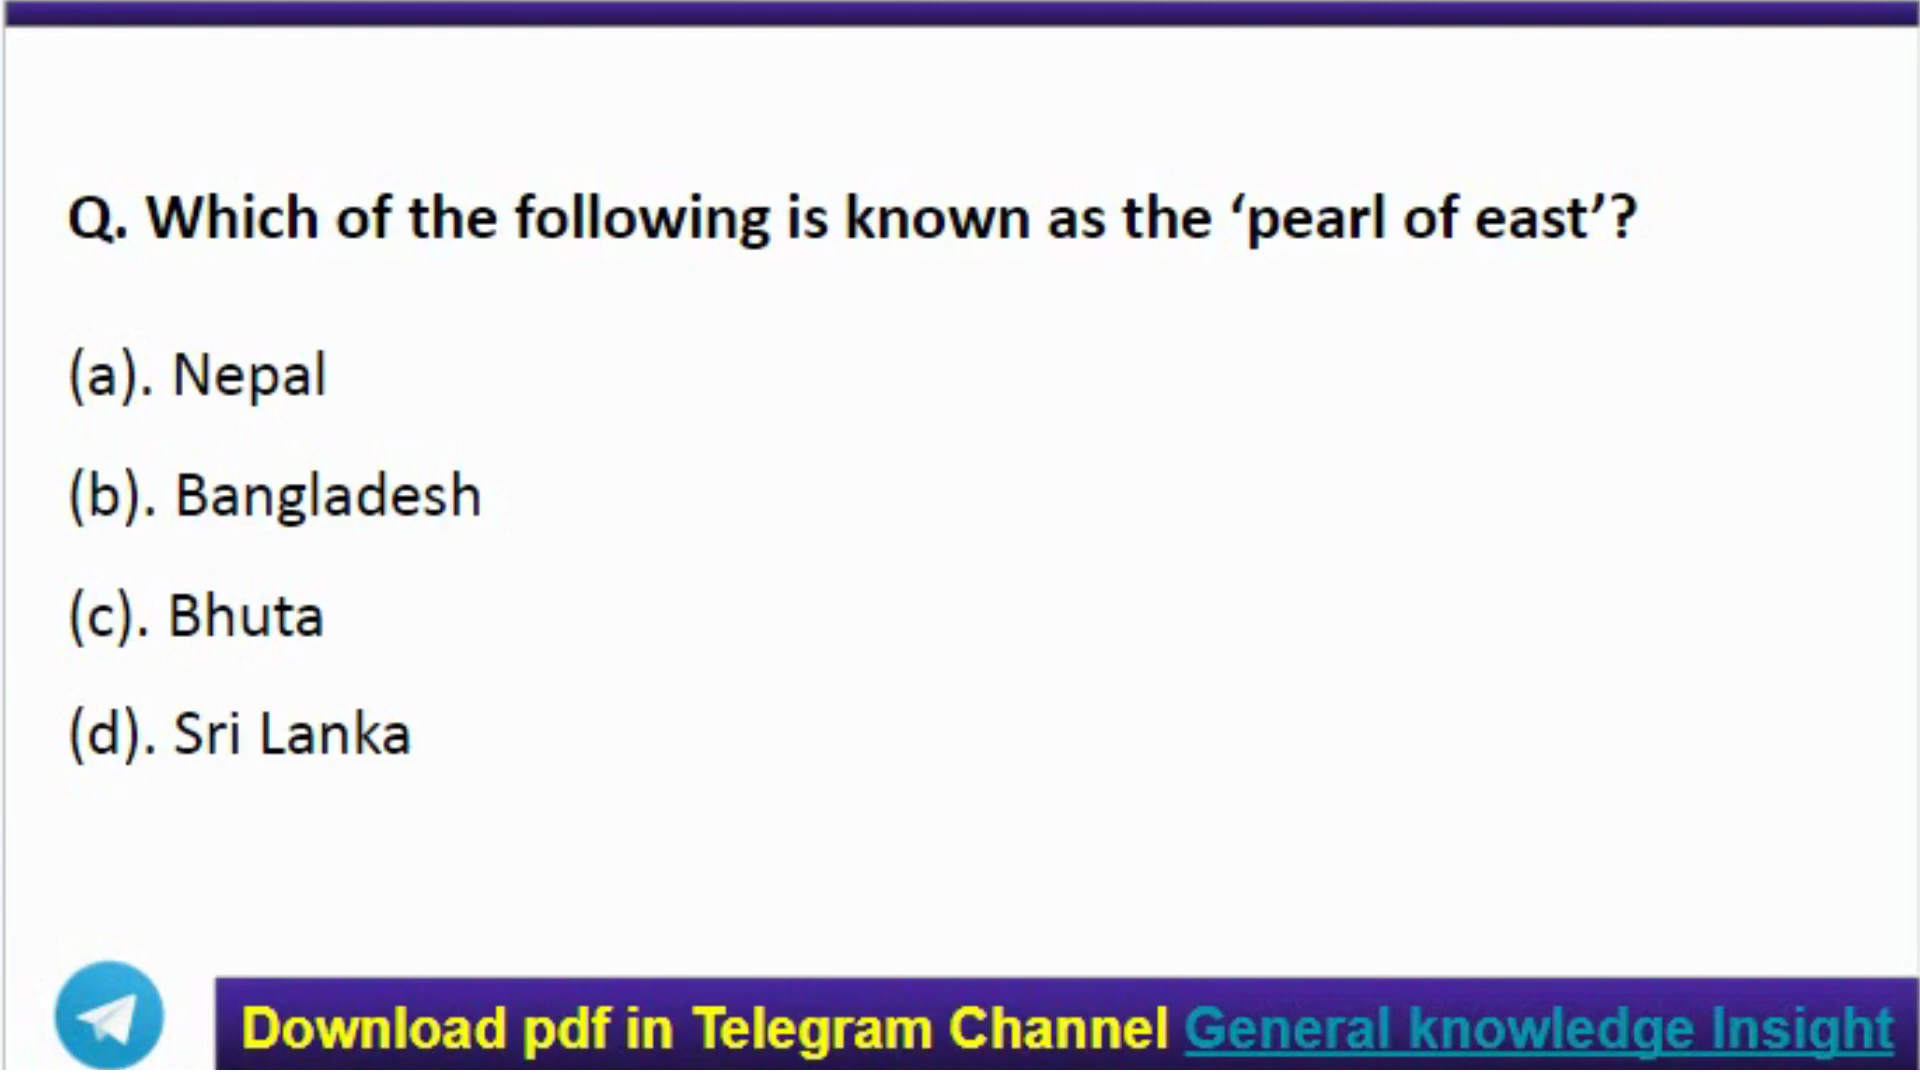 Q. Which of the following is known as the ‘pearl of east’?
(a). Nepal
(b). Bangladesh
(c). Bhuta
(d). Sri Lanka
Download pdf in Telegram Channel General knowledge Insight